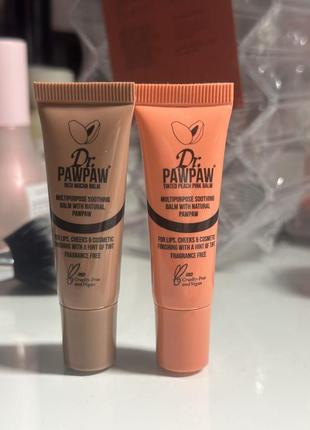 Dr.
PAWPAW
RICH MOCHA BALM
MULTIPURPOSE SOOTHING
BALM WITH NATURAL
PAWPAW
FOR LIPS, CHEEKS & COSMETIC
FINISHING WITH A HINT OF TINT
FRAGRANCE FREE
Cruelty-Free
and Vegan
Dr.
PAWPAW
TINTED PEACH PINK BALM
MULTIPURPOSE SOOTHING
BALM WITH NATURAL
PAWPAW
FOR LIPS, CHEEKS & COSMETIC
FINISHING WITH A HINT OF TINT
FRAGRANCE FREE
Cruelty-Free
and Vegan